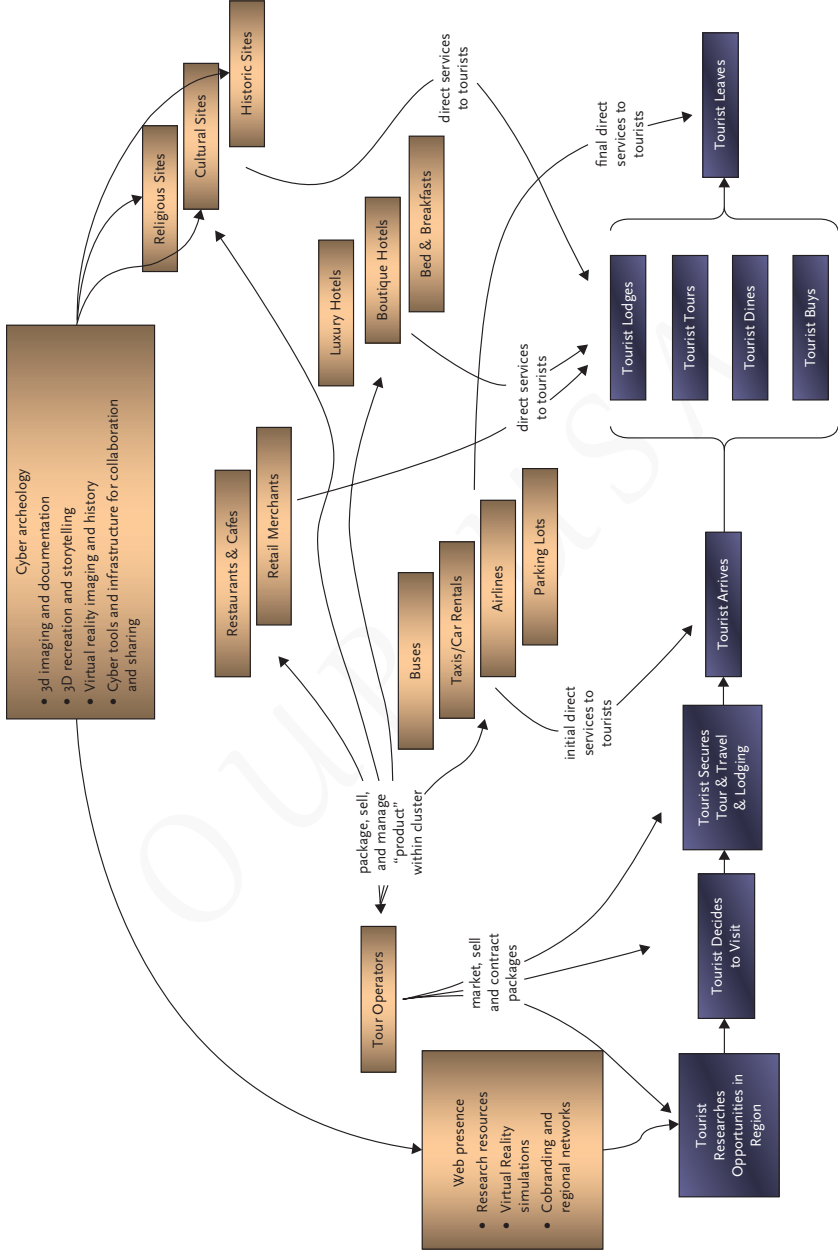 Cyber archeology
• 3d imaging and documentation
• 3D recreation and storytelling
• Virtual reality imaging and history
• Cyber tools and infrastructure for collaboration
and sharing
Religious Sites
Cultural Sites
Historic Sites
Restaurants & Cafes
Retail Merchants
Luxury Hotels
Boutique Hotels
Bed & Breakfasts
direct services
to tourists
Tour Operators
package, sell,
and manage
“product”
within cluster
Buses
Taxis/Car Rentals
Airlines
Parking Lots
direct services
to tourists
Web presence
• Research resources
• Virtual Reality
simulations
• Cobranding and
regional networks
market, sell
and contract
packages
initial direct
services to
tourists
final direct
services to
tourists
Tourist
Researches
Opportunities in
Region
Tourist Decides
to Visit
Tourist Secures
Tour & Travel
& Lodging
Tourist Arrives
Tourist Lodges
Tourist Tours
Tourist Dines
Tourist Buys
Tourist Leaves